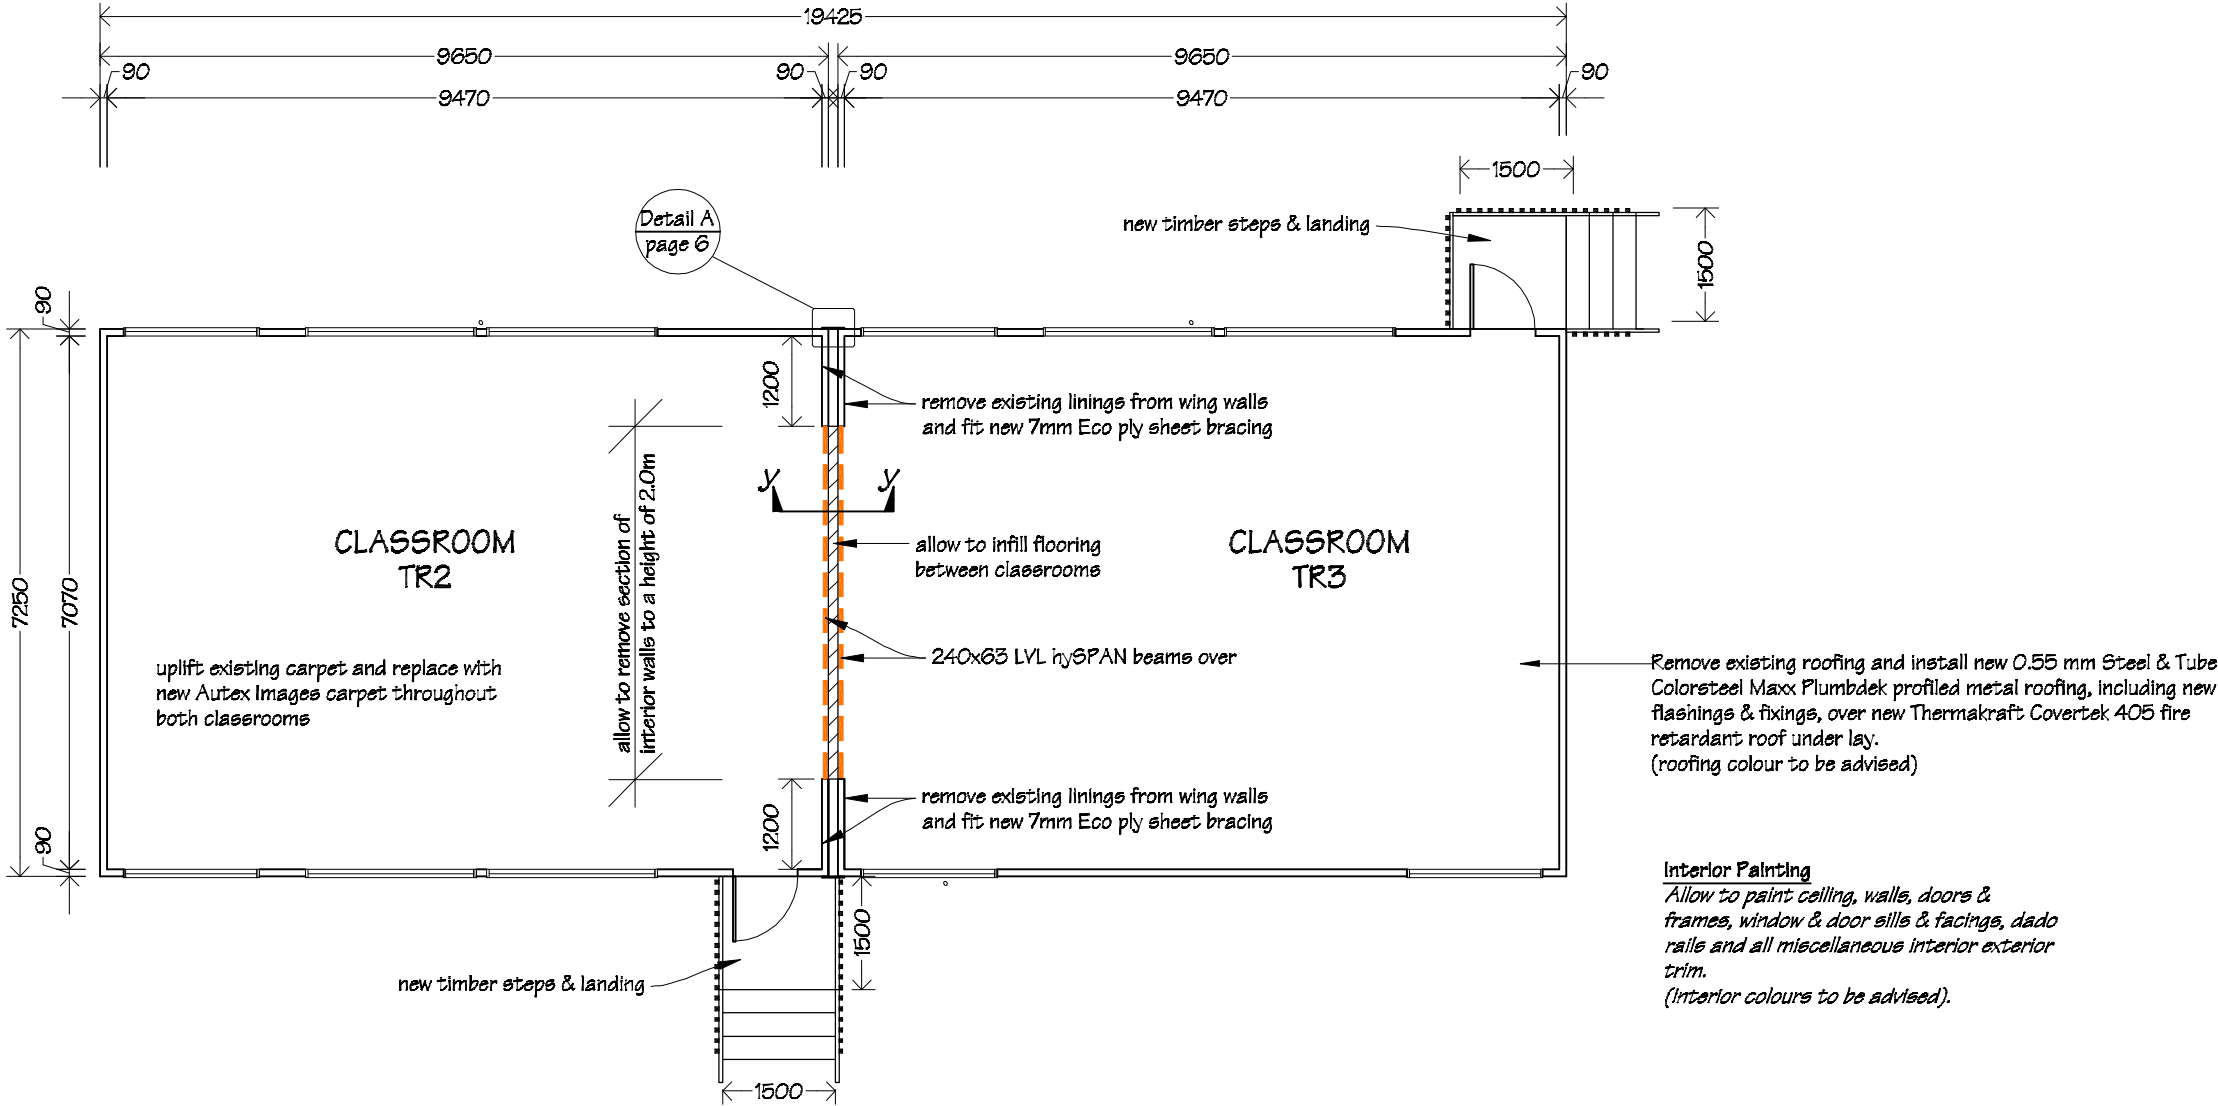 19425
9650
9650
90
90
90
90
9470
9470
1500
Detail A
page 6
new timber steps & landing
1500
90
1200
remove existing linings from wing walls
and fit new 7mm Eco ply sheet bracing
y
y
allow to remove section of
interior walls to a height of 2.0m
CLASSROOM
TR2
allow to infill flooring
between classrooms
CLASSROOM
TR3
7250
7070
240x63 LVL hySPAN beams over
uplift existing carpet and replace with
new Autex Images carpet throughout
both classrooms
Remove existing roofing and install new 0.55 mm Steel & Tube
Colorsteel Maxx Plumbdek profiled metal roofing, including new
flashings & fixings, over new Thermakraft Covertek 405 fire
retardant roof under lay.
(roofing colour to be advised)
remove existing linings from wing walls
and fit new 7mm Eco ply sheet bracing
1200
90
Interior Painting
Allow to paint ceiling, walls, doors &
frames, window & door sills & facings, dado
rails and all miscellaneous interior exterior
trim.
(interior colours to be advised).
1500
new timber steps & landing
1500